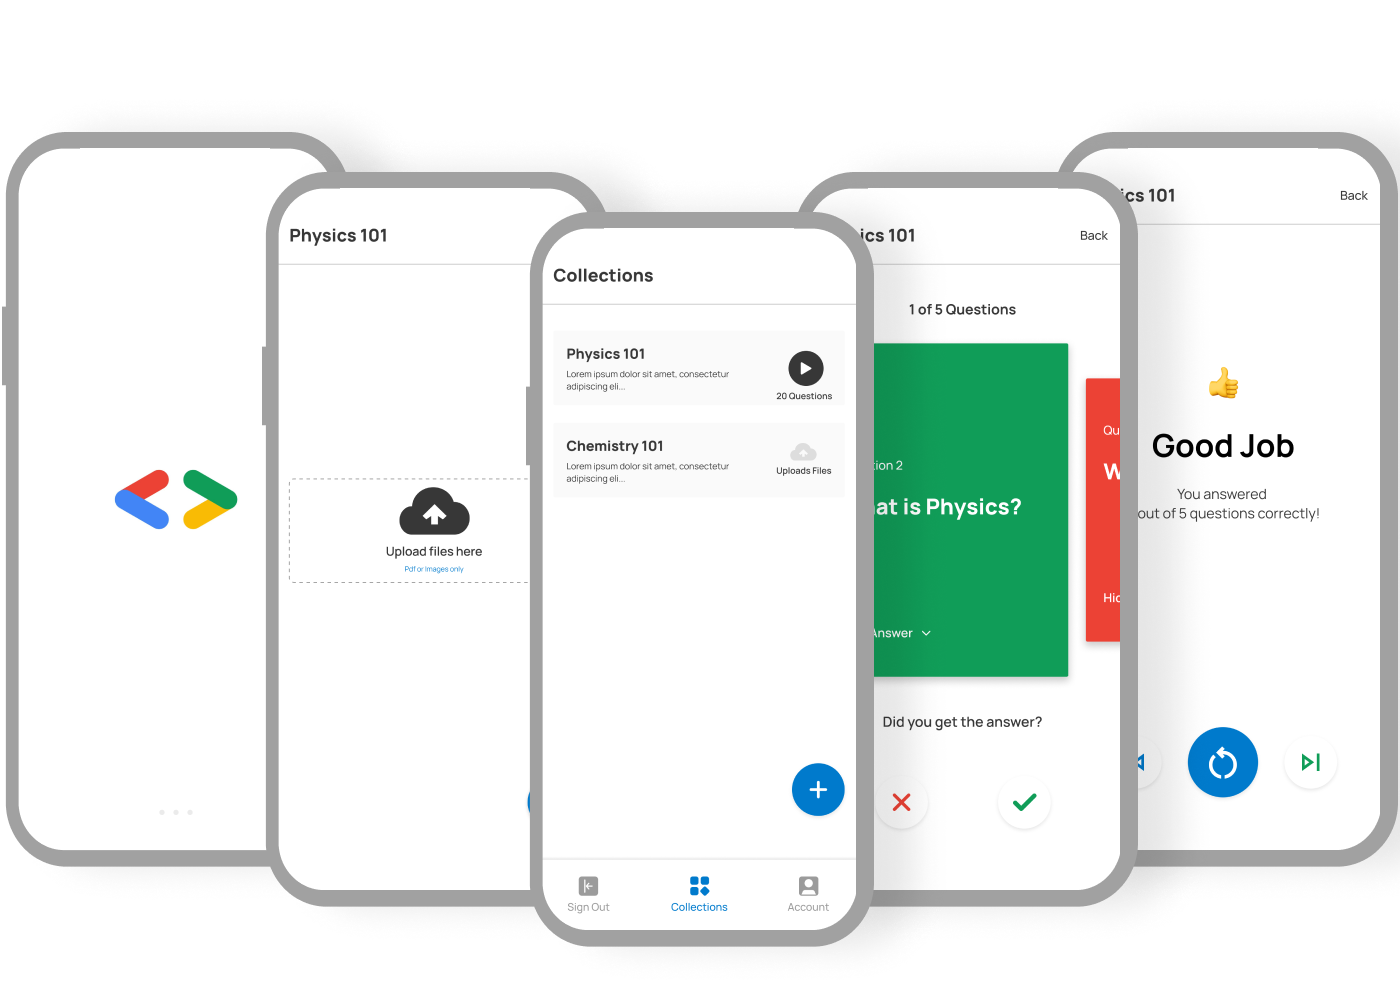 Physics 101
Upload files here
Pdf or Images only
Collections
Physics 101
Lorem ipsum dolor sit amet, consectetur
adipiscing eli...
20 Questions
Chemistry 101
Lorem ipsum dolor sit amet, consectetur
adipiscing eli...
Uploads Files
Sign Out
Collections
Account
ics 101
Back
1 of 5 Questions
tion 2
at is Physics?
Answer
Qu
W
Hid
Did you get the answer?
ics 101
Back
Good Job
You answered
out of 5 questions correctly!